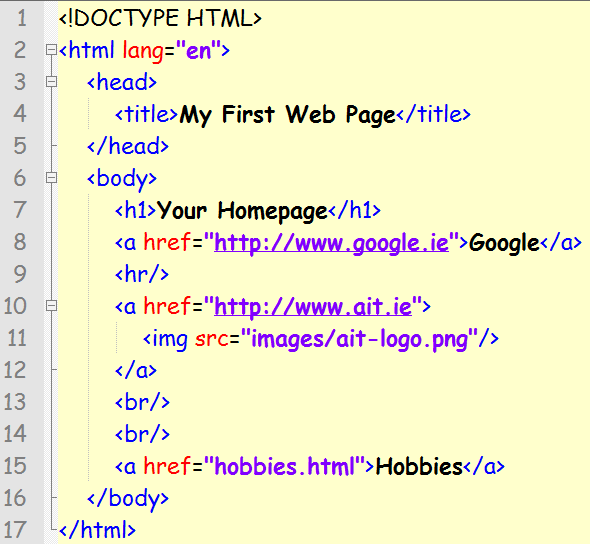 1 <!DOCTYPE HTML>
2 <html lang="en">
3 <head>
4 <title>My First Web Page</title>
5 </head>
6 <body>
7 <h1>Your Homepage</h1>
8 <a href="http://www.google.ie">Google</a>
9 <hr/>
10 <a href="http://www.ait.ie">
11 <img src="images/ait-logo.png"/>
12 </a>
13 <br/>
14 <br/>
15 <a href="hobbies.html">Hobbies</a>
16 </body>
17 </html>